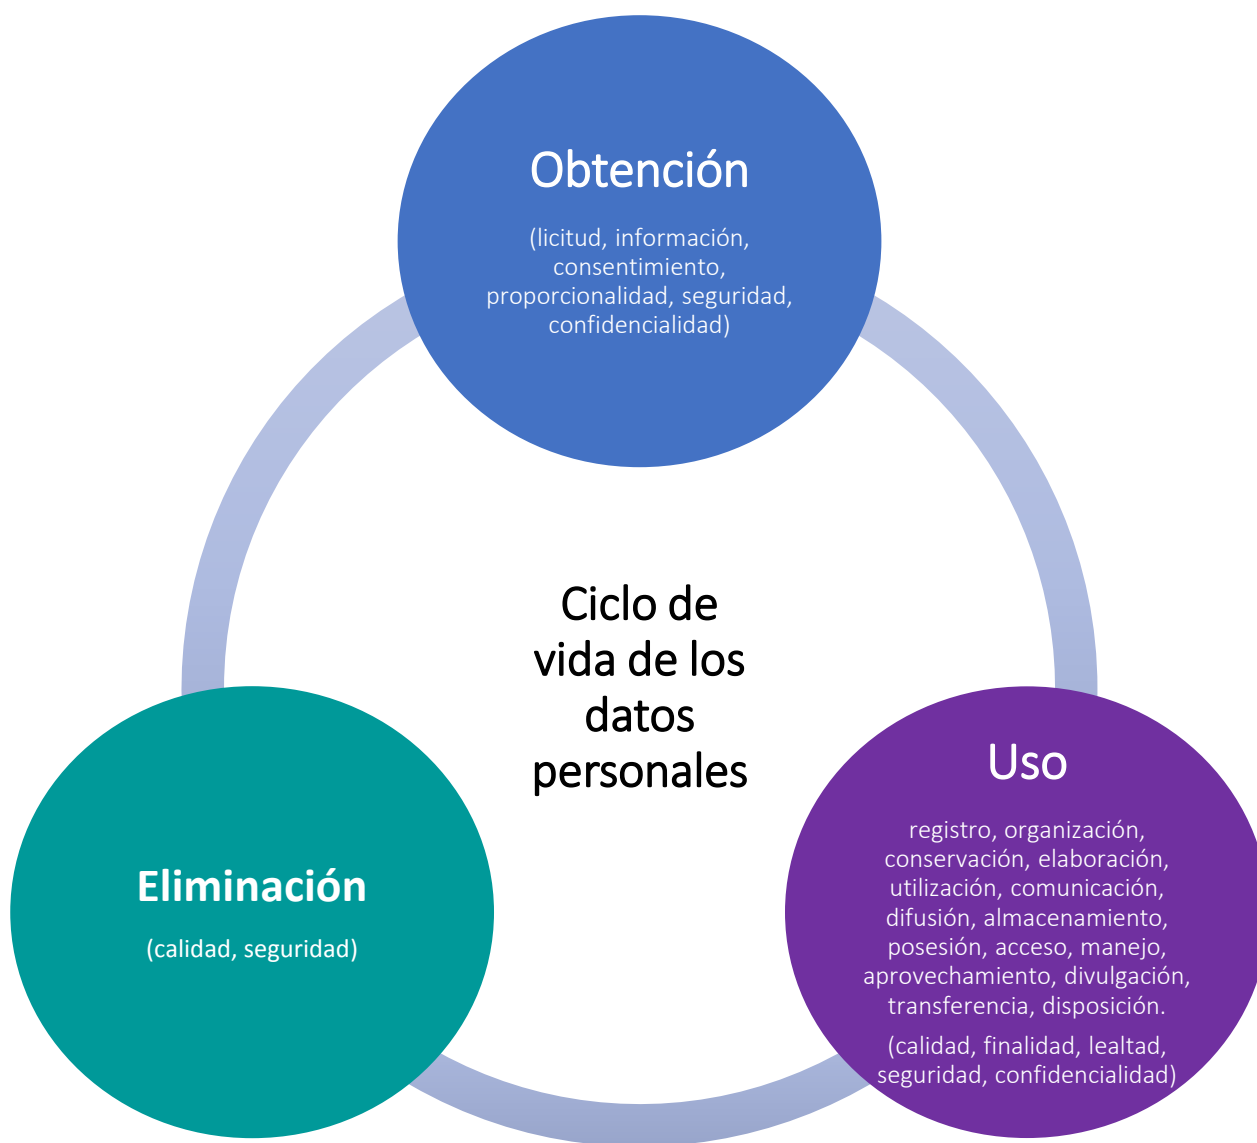 Obtención
(licitud, información,
consentimiento,
proporcionalidad, seguridad,
confidencialidad)
Ciclo de
vida de los
datos
personales
Uso
registro, organización,
conservación, elaboración,
utilización, comunicación,
difusión, almacenamiento,
posesión, acceso, manejo,
aprovechamiento, divulgación,
transferencia, disposición.
(calidad, finalidad, lealtad,
seguridad, confidencialidad)
Eliminación
(calidad, seguridad)